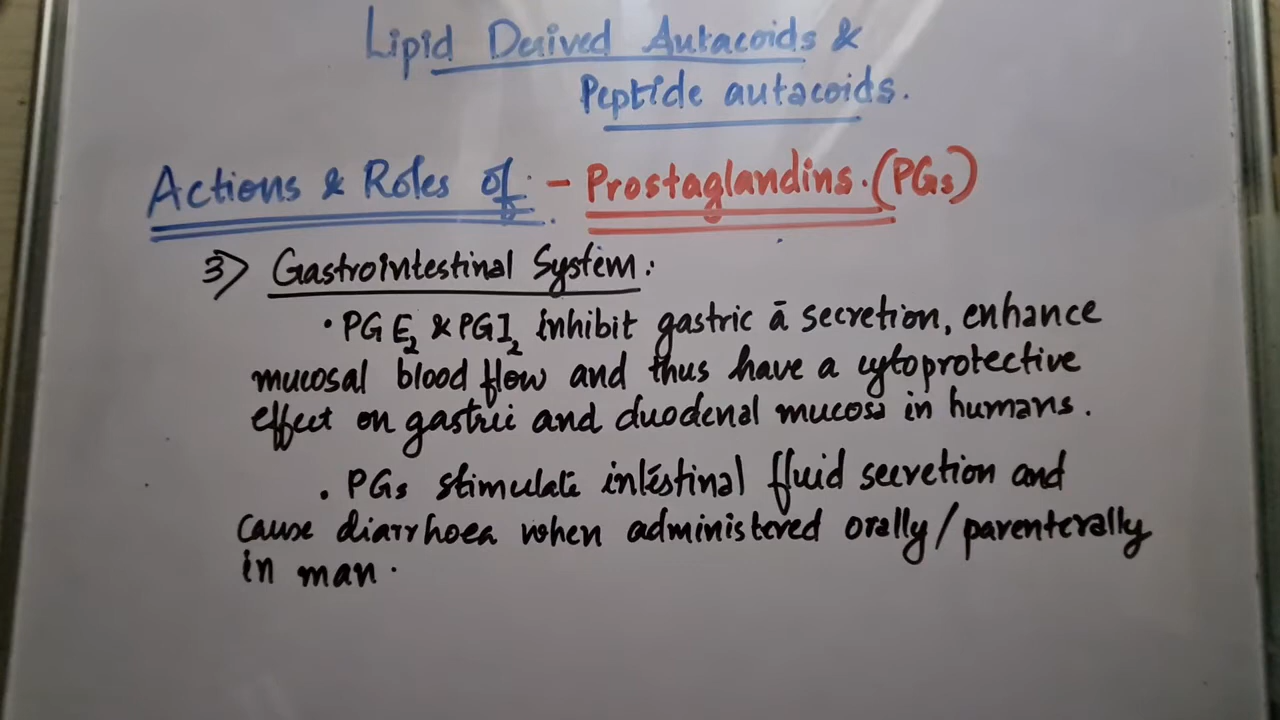 Lipid Derived Autacoids &
Peptide autacoids.
Actions & Roles of - Prostaglandins. (PGs)
3) Gastrointestinal System:
• PGE₂ & PGI₂ inhibit gastric ā secretion, enhance
mucosal blood flow and thus have a cytoprotective
effect on gastric and duodenal mucosa in humans.
• PGs stimulate intestinal fluid secretion and
cause diarrhoea when administered orally/parenterally
in man.